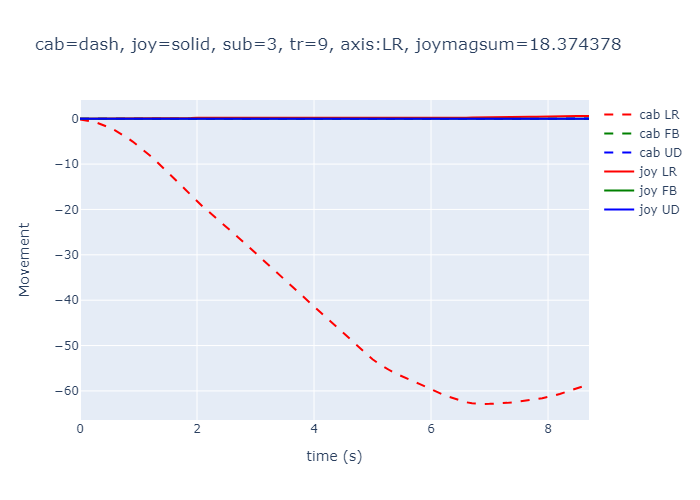 cab=dash, joy=solid, sub=3, tr=9, axis:LR, joymagsum=18.374378
cab LR
cab FB
cab UD
joy LR
joy FB
joy UD
Movement
0
−10
−20
−30
−40
−50
−60
0 2 4 6 8
time (s)